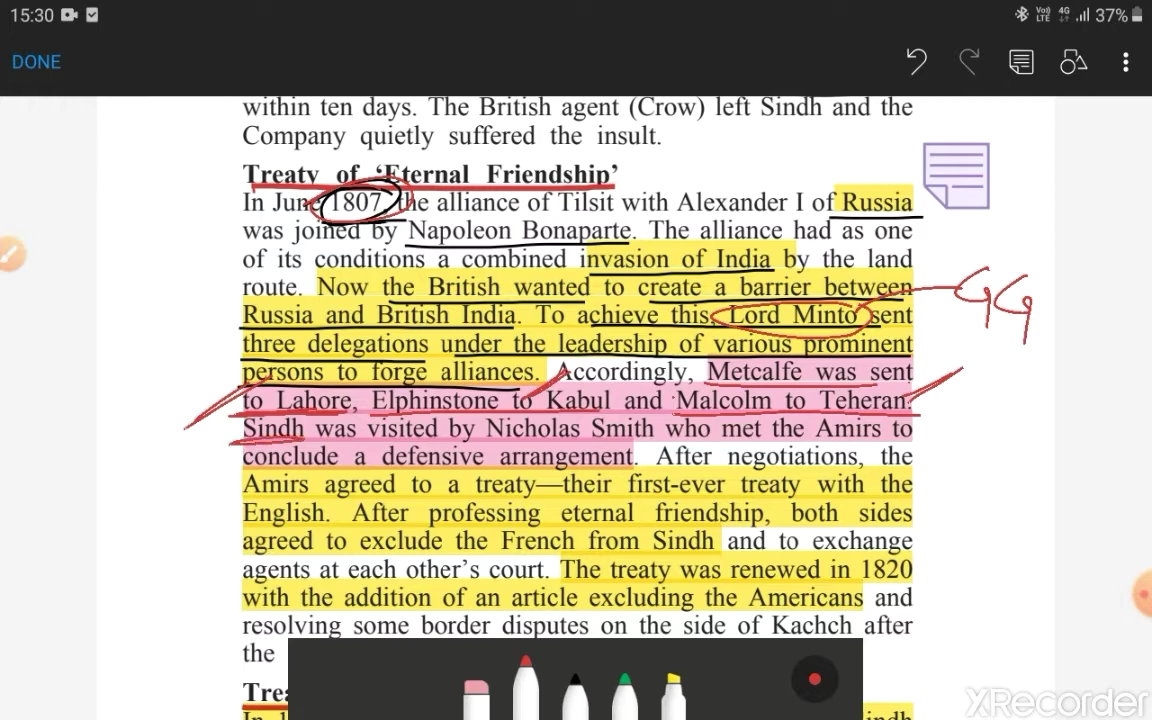 15:30
Vo) LTE 4G 37%
DONE
within ten days. The British agent (Crow) left Sindh and the
Company quietly suffered the insult.
Treaty of ‘Eternal Friendship’
In June 1807, the alliance of Tilsit with Alexander I of Russia
was joined by Napoleon Bonaparte. The alliance had as one
of its conditions a combined invasion of India by the land
route. Now the British wanted to create a barrier between
Russia and British India. To achieve this, Lord Minto sent
three delegations under the leadership of various prominent
persons to forge alliances. Accordingly, Metcalfe was sent
to Lahore, Elphinstone to Kabul and Malcolm to Teheran.
Sindh was visited by Nicholas Smith who met the Amirs to
conclude a defensive arrangement. After negotiations, the
Amirs agreed to a treaty—their first-ever treaty with the
English. After professing eternal friendship, both sides
agreed to exclude the French from Sindh and to exchange
agents at each other’s court. The treaty was renewed in 1820
with the addition of an article excluding the Americans and
resolving some border disputes on the side of Kachch after
the
GG
XRecorder